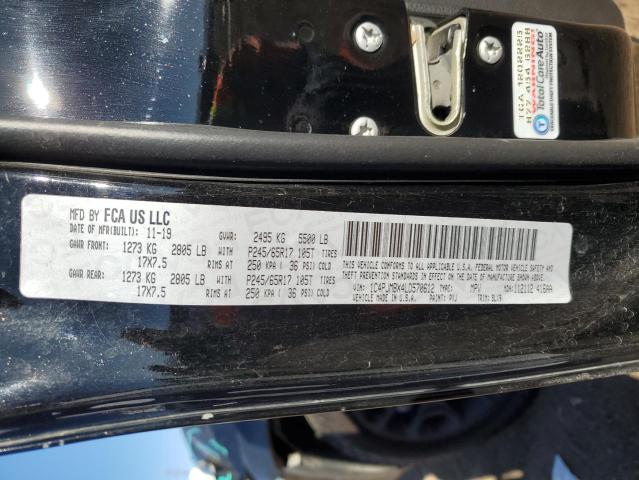 MFD BY FCA US LLC
DATE OF MFR(BUILT): 11-19 GVWR: 2495 KG 5500 LB
GAWR FRONT: 1273 KG 2805 LB WITH P245/65R17 105T TIRES
17X7.5 RIMS AT 250 KPA ( 36 PSI) COLD
GAWR REAR: 1273 KG 2805 LB WITH P245/65R17 105T TIRES
17X7.5 RIMS AT 250 KPA ( 36 PSI) COLD
THIS VEHICLE CONFORMS TO ALL APPLICABLE U.S.A. FEDERAL MOTOR VEHICLE SAFETY AND
THEFT PREVENTION STANDARDS IN EFFECT ON THE DATE OF MANUFACTURE SHOWN ABOVE.
VIN: 1C4PJMBX4LD570612 TYPE: MPV MDH: 112112 416AA
MADE IN U.S.A. PAINT: PXJ TRIM: BLX9
WARNING!
TotalCareAuto